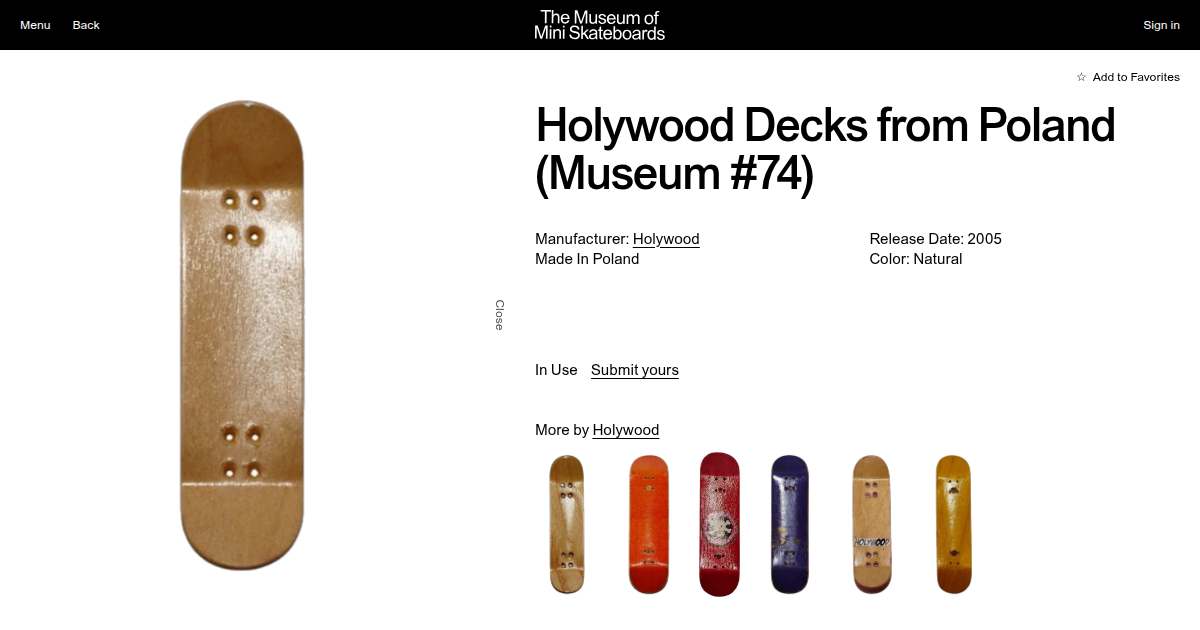 Menu
Back
The Museum of
Mini Skateboards
Sign in
☆ Add to Favorites
Holywood Decks from Poland
(Museum #74)
Manufacturer: Holywood
Made In Poland
Release Date: 2005
Color: Natural
Close
In Use
Submit yours
More by Holywood
HOLYWOOD